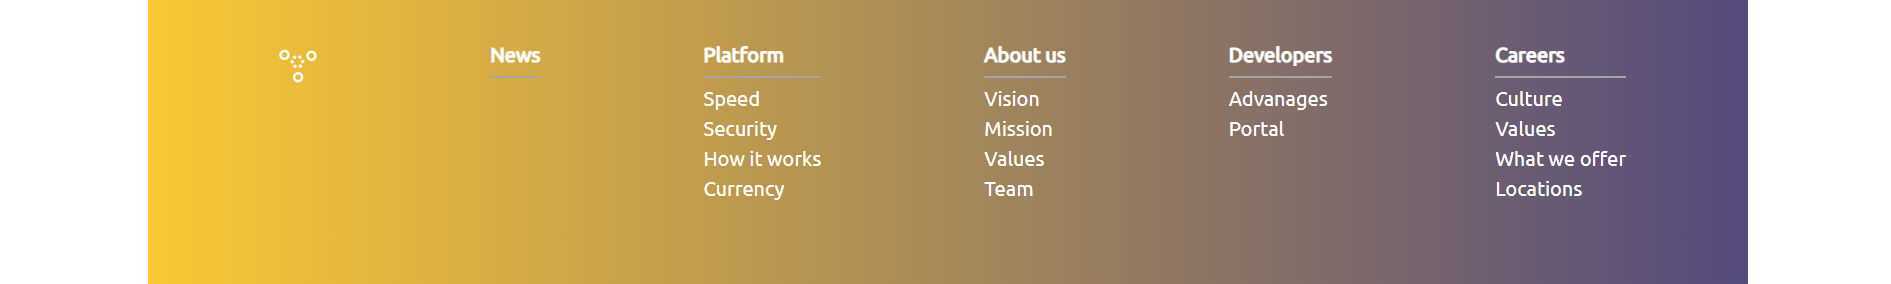 News
Platform
Speed
Security
How it works
Currency
About us
Vision
Mission
Values
Team
Developers
Advanages
Portal
Careers
Culture
Values
What we offer
Locations